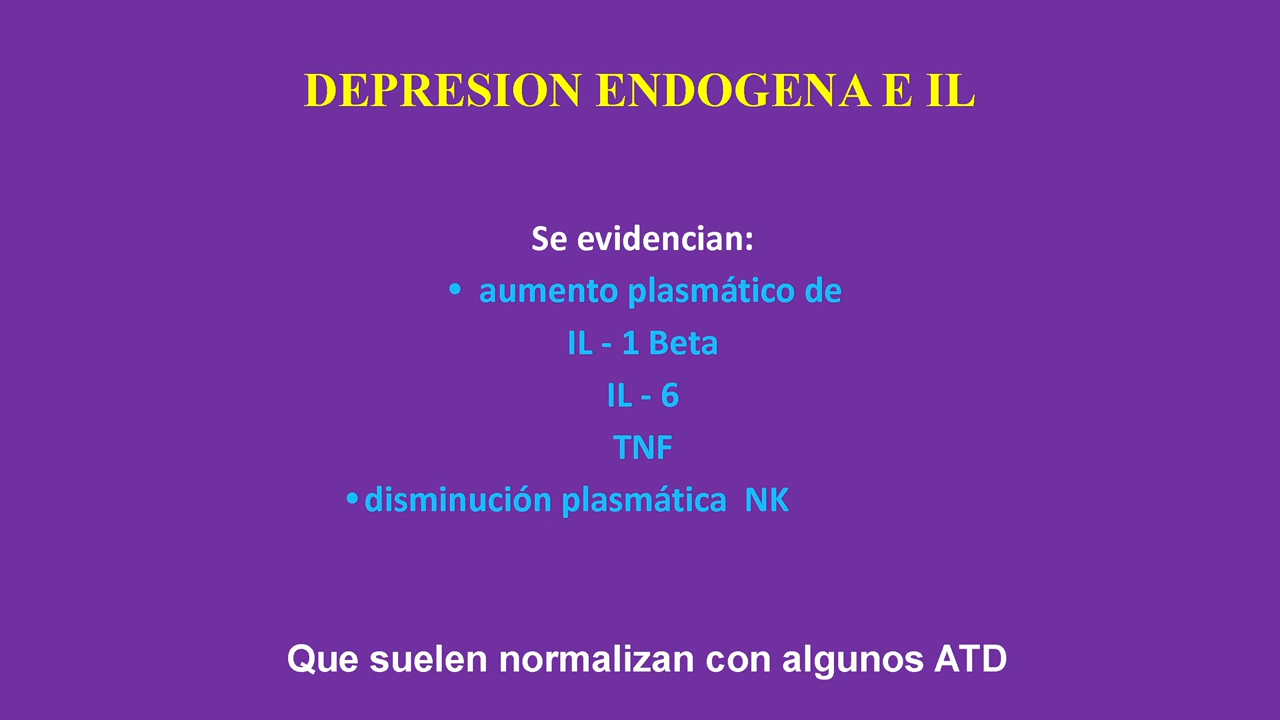 DEPRESION ENDOGENA E IL
Se evidencian:
• aumento plasmático de
IL - 1 Beta
IL - 6
TNF
•disminución plasmática  NK
Que suelen normalizan con algunos ATD